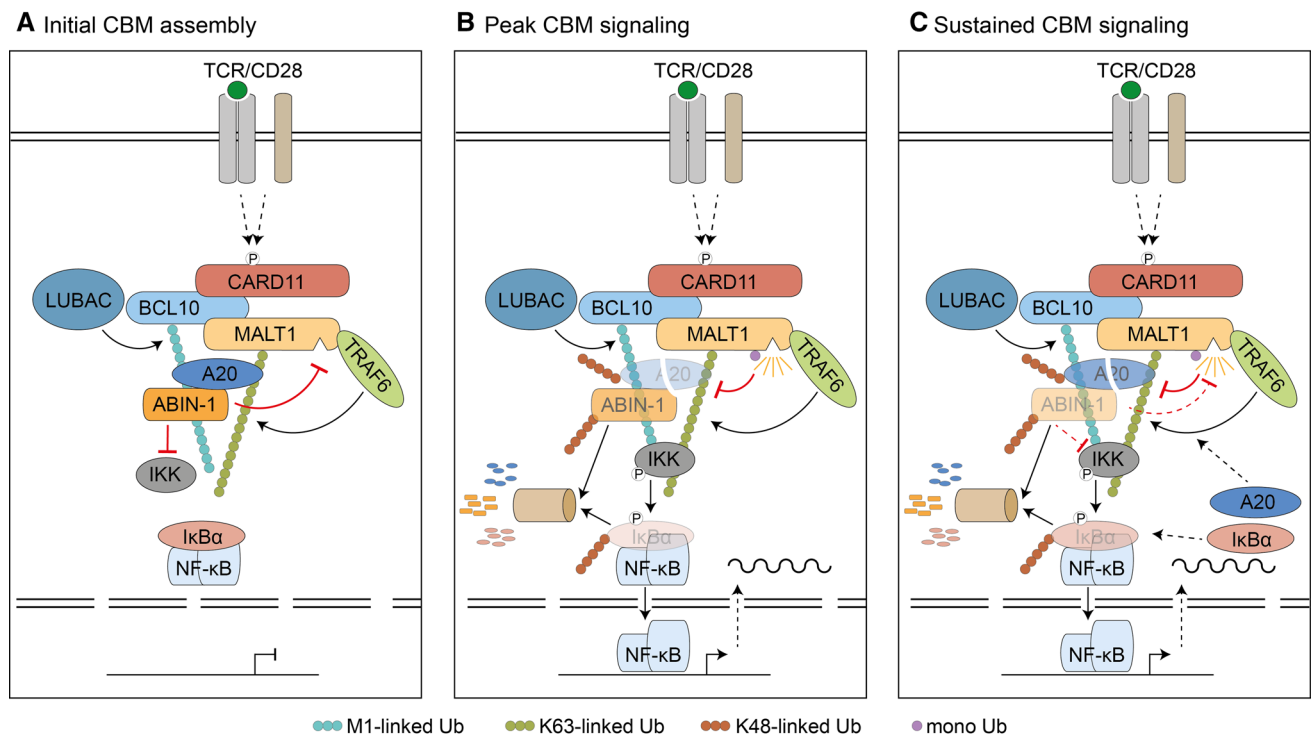 A Initial CBM assembly
TCR/CD28
P
CARD11
LUBAC
BCL10
MALT1
TRAF6
A20
ABIN-1
IKK
IκBα
NF-κB
B Peak CBM signaling
TCR/CD28
P
CARD11
LUBAC
BCL10
MALT1
TRAF6
A20
ABIN-1
IKK
P
P
IκBα
NF-κB
NF-κB
C Sustained CBM signaling
TCR/CD28
P
CARD11
LUBAC
BCL10
MALT1
TRAF6
A20
ABIN-1
IKK
P
A20
P
IκBα
IκBα
NF-κB
NF-κB
M1-linked Ub
K63-linked Ub
K48-linked Ub
mono Ub